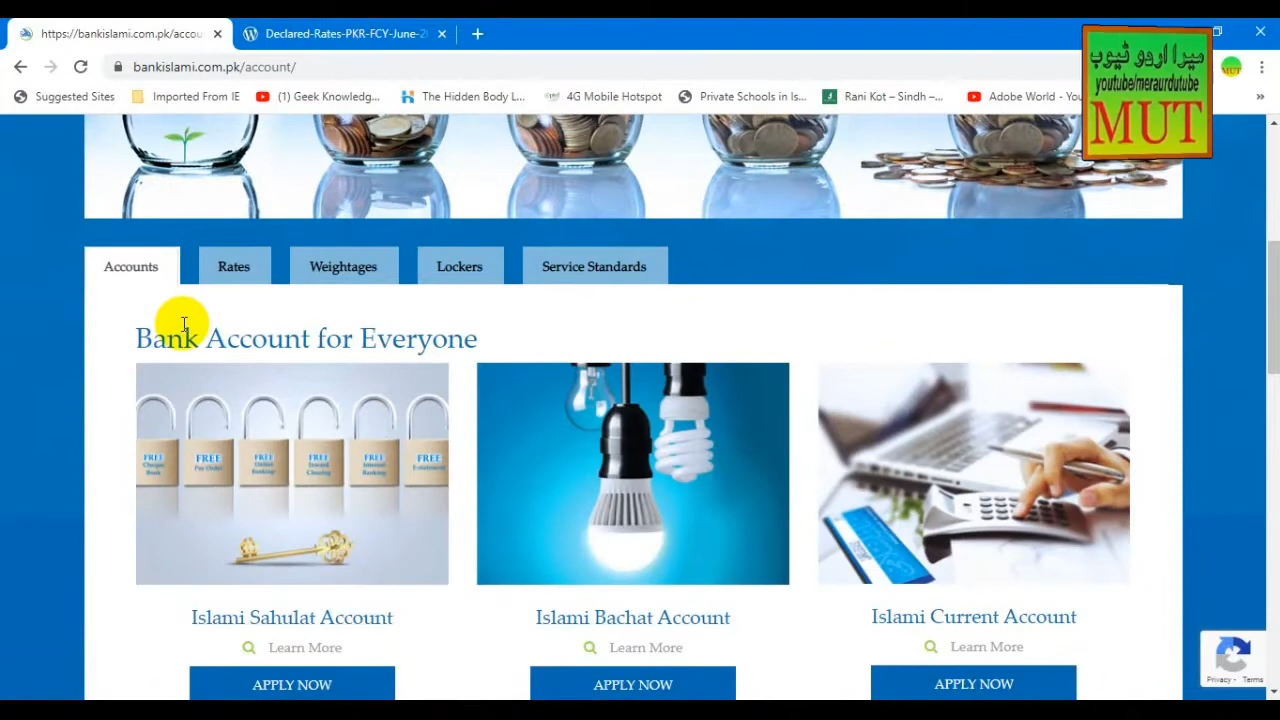 https://bankislami.com.pk/accou
Declared-Rates-PKR-FCY-June-2
bankislami.com.pk/account/
Suggested Sites
Imported From IE
(1) Geek Knowledg...
The Hidden Body L...
4G Mobile Hotspot
Private Schools in Is...
Rani Kot – Sindh –...
Adobe World - You
میرا اردو ٹیوب
youtube/meraurdutube
MUT
MUT
Accounts
Rates
Weightages
Lockers
Service Standards
Bank Account for Everyone
FREE
Cheque Book
FREE
Pay Order
FREE
Online Banking
FREE
Inward Clearing
FREE
Internet Banking
FREE
E-statement
Islami Sahulat Account
Islami Bachat Account
Islami Current Account
Learn More
Learn More
Learn More
APPLY NOW
APPLY NOW
APPLY NOW
Privacy - Terms